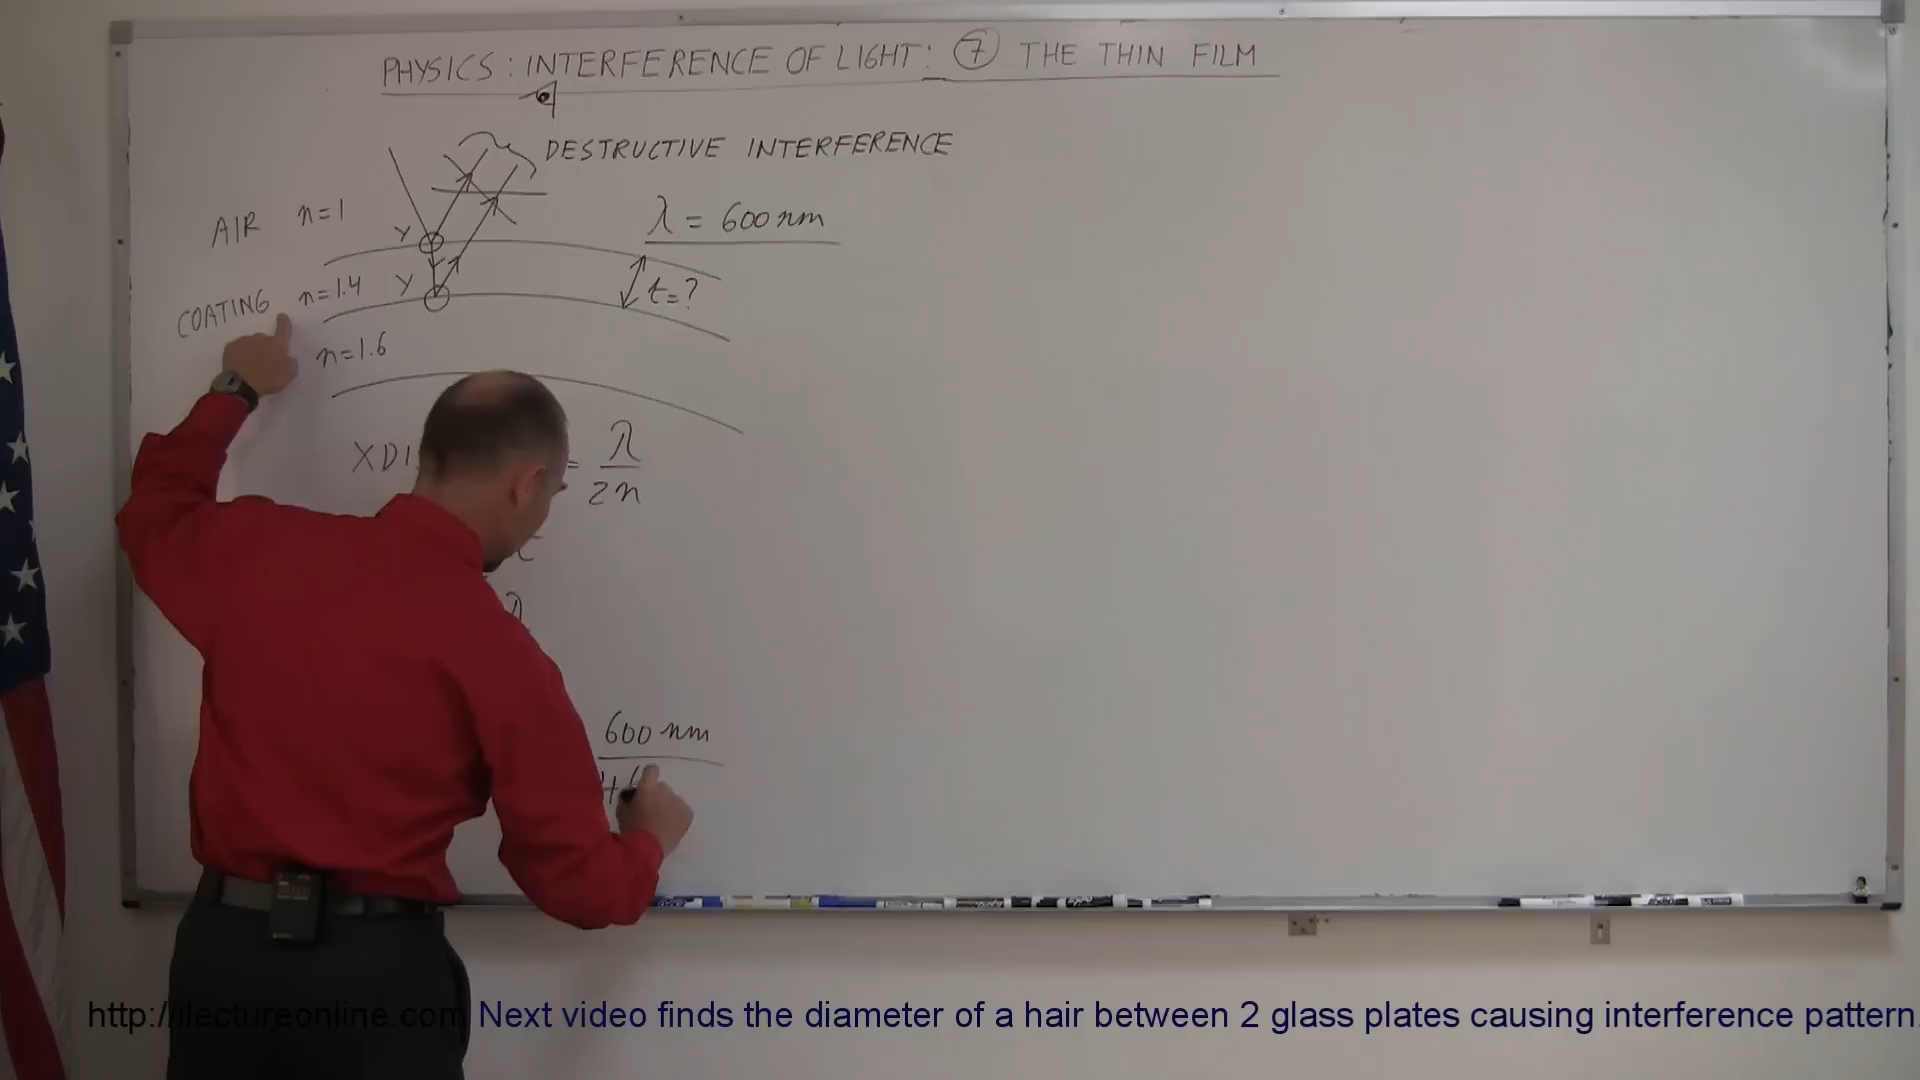 PHYSICS: INTERFERENCE OF LIGHT: 7 THE THIN FILM
DESTRUCTIVE INTERFERENCE
AIR n=1
λ = 600 nm
Y
COATING n=1.4 Y
t=?
n=1.6
= λ
2n
λ
600 nm
http://ilectureonline.com Next video finds the diameter of a hair between 2 glass plates causing interference pattern.